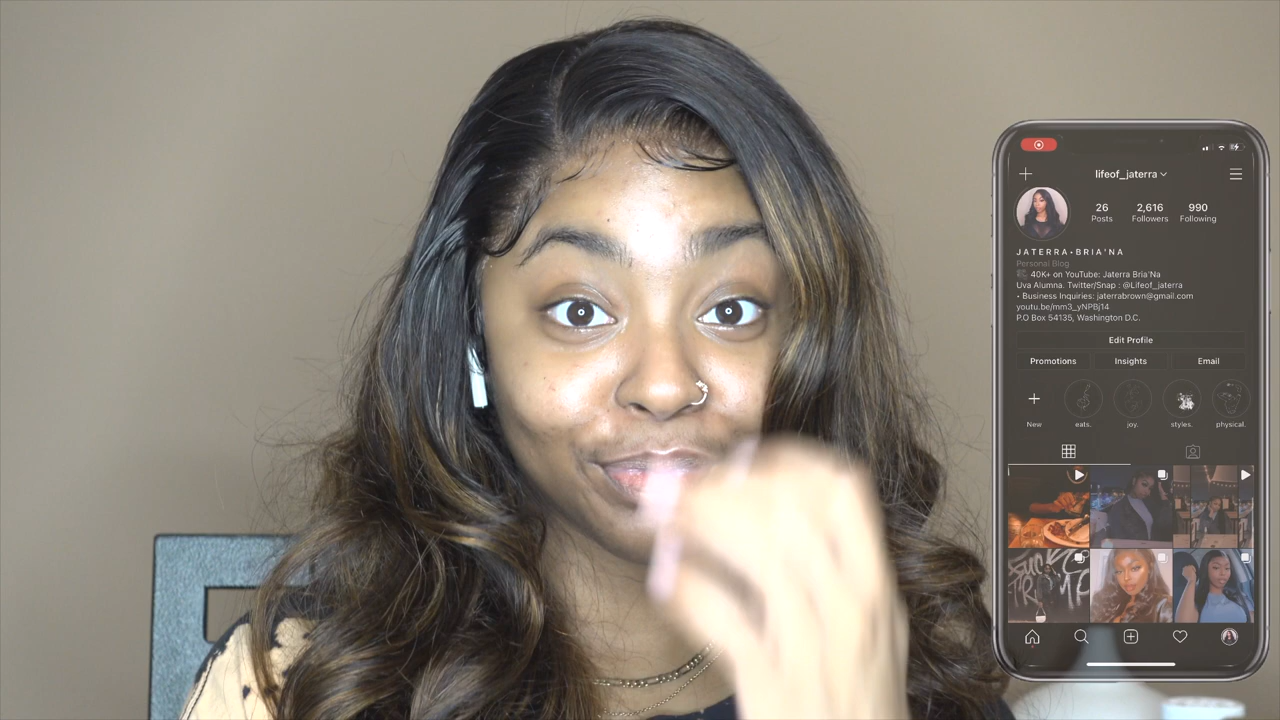 lifeof_jaterra
26 2,616 990
Posts Followers Following
JATERRA•BRIA'NA
Personal Blog
40K+ on YouTube: Jaterra Bria'Na
Uva Alumna. Twitter/Snap : @Lifeof_jaterra
• Business Inquiries: jaterrabrown@gmail.com
youtu.be/mm3_yNPBj14
P.O Box 54135, Washington D.C.
Edit Profile
Promotions Insights Email
New eats. joy. styles. physical.